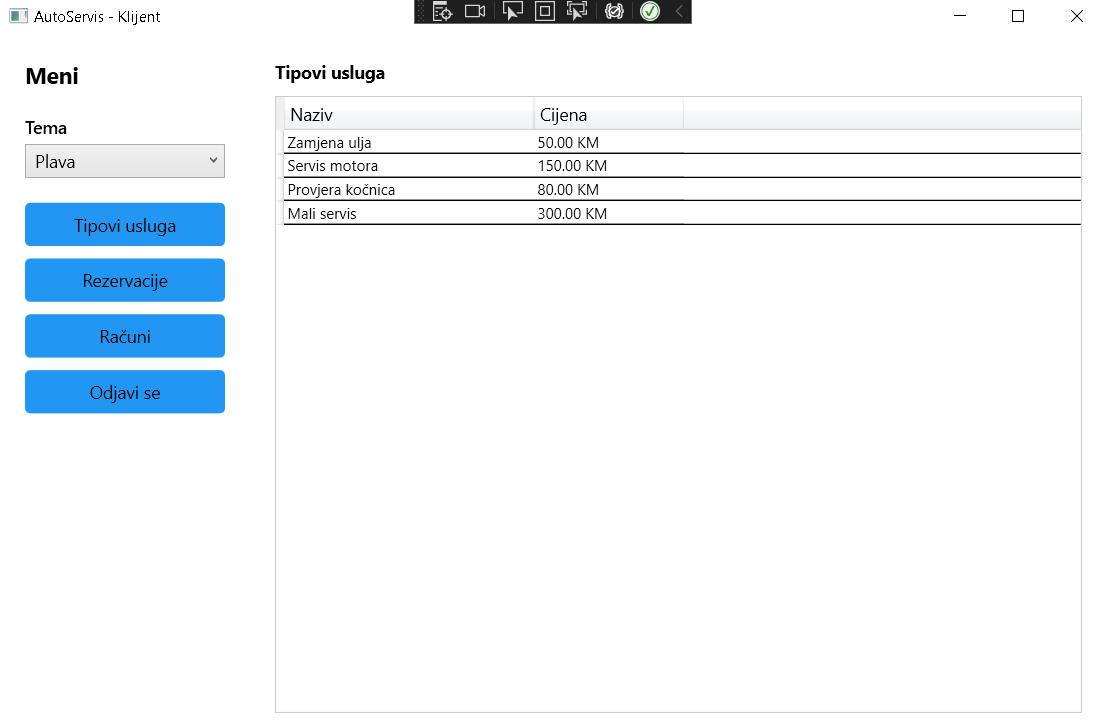 AutoServis - Klijent
Meni
Tema
Plava
Tipovi usluga
Rezervacije
Računi
Odjavi se
Tipovi usluga
Naziv Cijena
Zamjena ulja 50.00 KM
Servis motora 150.00 KM
Provjera kočnica 80.00 KM
Mali servis 300.00 KM